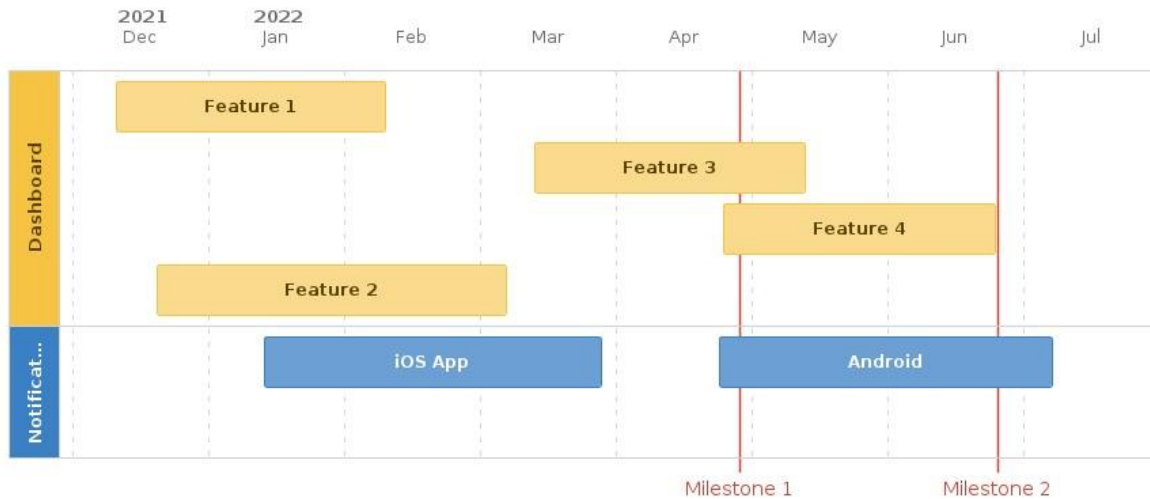 2021 2022
Dec Jan Feb Mar Apr May Jun Jul
Dashboard
Feature 1
Feature 3
Feature 4
Feature 2
Notificat...
iOS App Android
Milestone 1 Milestone 2